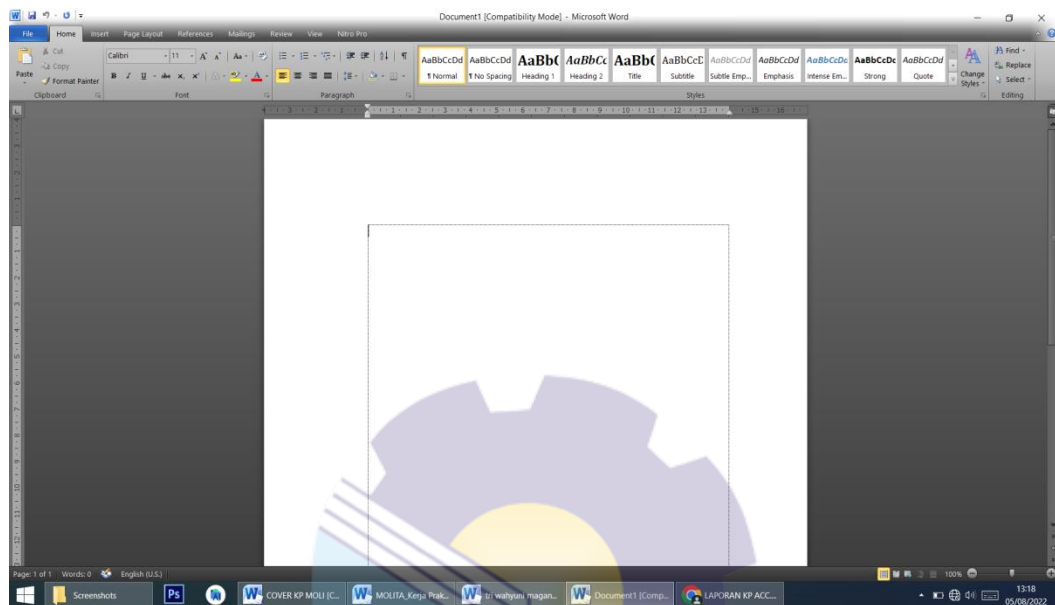 Document1 [Compatibility Mode] - Microsoft Word
File Home Insert Page Layout References Mailings Review View Nitro Pro
Cut
Copy
Format Painter
Paste
Clipboard
Calibri 11
Font
Paragraph
AaBbCcDd AaBbCcDd AaBbC AaBbCc AaBbC AaBbCcD AaBbCcDd AaBbCcDd AaBbCcDc AaBbCcDc AaBbCcDd
¶ Normal ¶ No Spacing Heading 1 Heading 2 Title Subtitle Subtle Emp... Emphasis Intense Em... Strong Quote
Styles
Change Styles
Find
Replace
Select
Editing
Page: 1 of 1 Words: 0 English (U.S.)
100%
Screenshots Ps COVER KP MOLI [C... MOLITA_Kerja Prak... tri wahyuni magan... Document1 [Comp... LAPORAN KP ACC...
13:18
05/08/2022